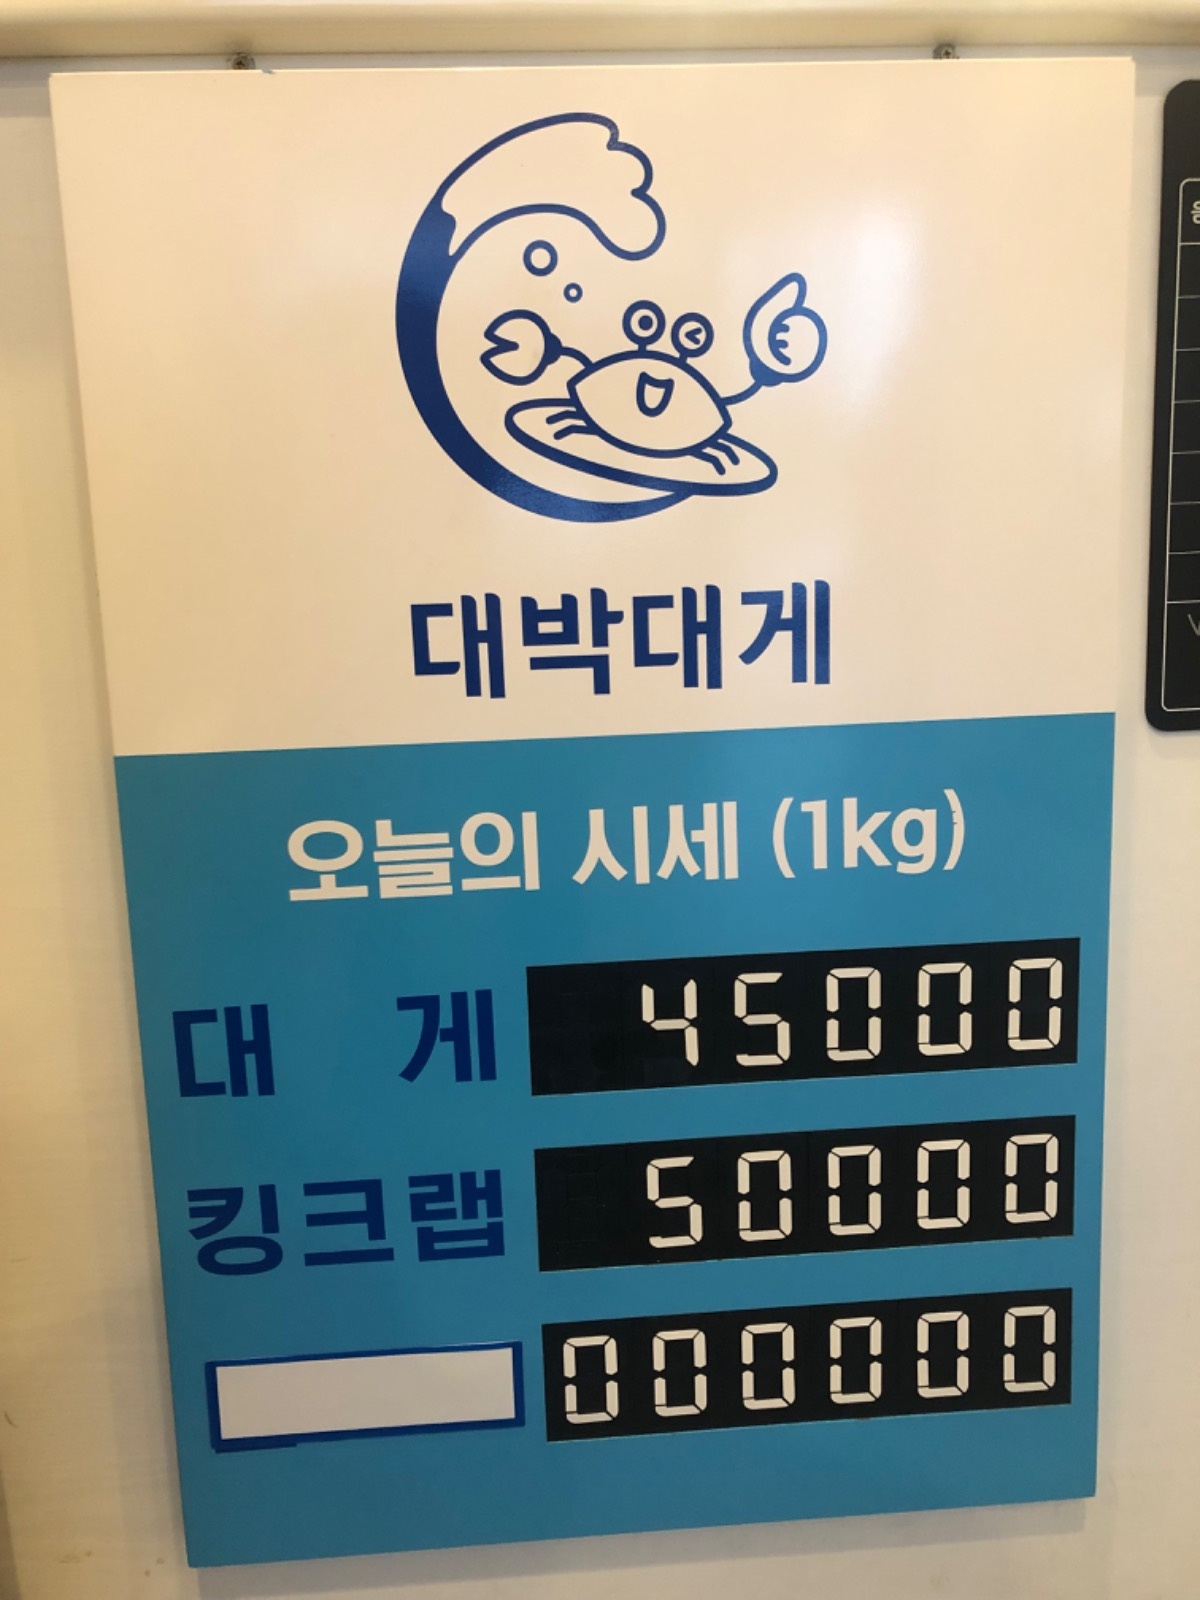 대박대게
오늘의 시세 (1kg)
대 게 45000
킹크랩 50000
000000